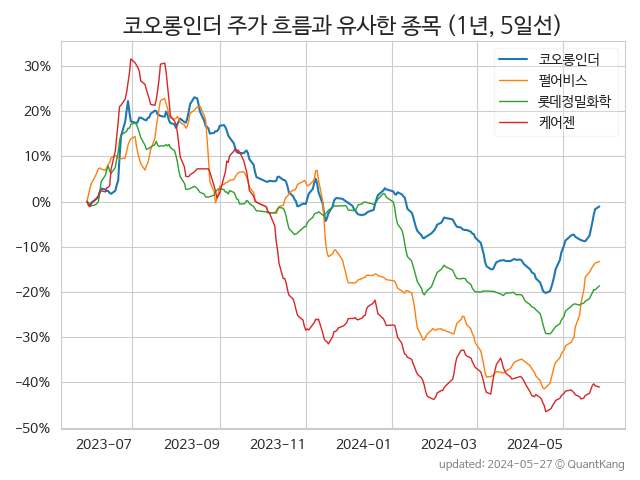 코오롱인더 주가 흐름과 유사한 종목 (1년, 5일선)
코오롱인더
펄어비스
롯데정밀화학
케어젠
30%
20%
10%
0%
−10%
−20%
−30%
−40%
−50%
2023-07 2023-09 2023-11 2024-01 2024-03 2024-05
updated: 2024-05-27 © QuantKang